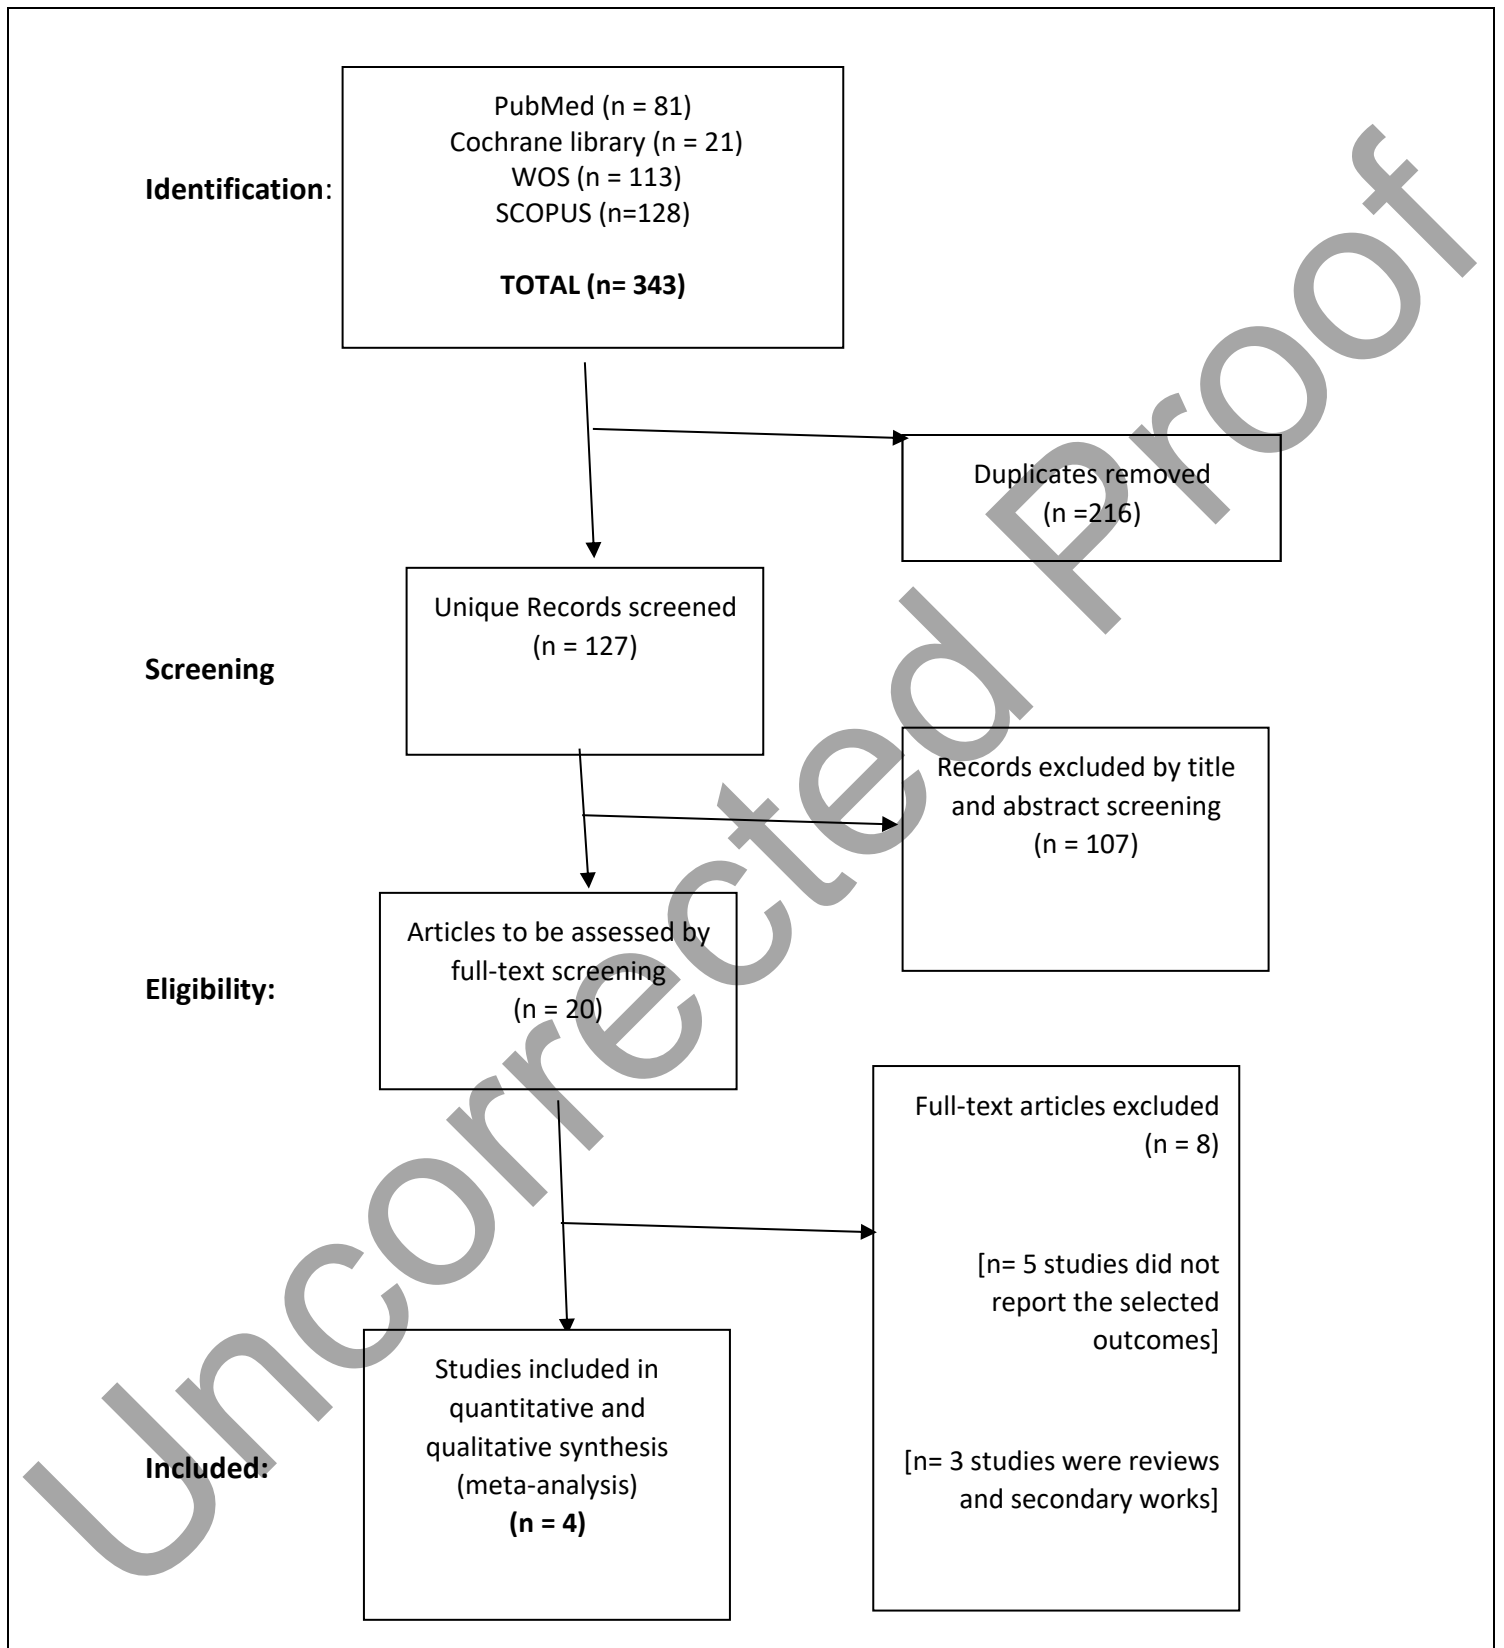 PubMed (n = 81)
Cochrane library (n = 21)
WOS (n = 113)
SCOPUS (n=128)
TOTAL (n= 343)
Identification:
Duplicates removed
(n =216)
Unique Records screened
(n = 127)
Screening
Records excluded by title
and abstract screening
(n = 107)
Articles to be assessed by
full-text screening
(n = 20)
Eligibility:
Full-text articles excluded
(n = 8)
[n= 5 studies did not
report the selected
outcomes]
[n= 3 studies were reviews
and secondary works]
Studies included in
quantitative and
qualitative synthesis
(meta-analysis)
(n = 4)
Included:
Uncorrected Proof